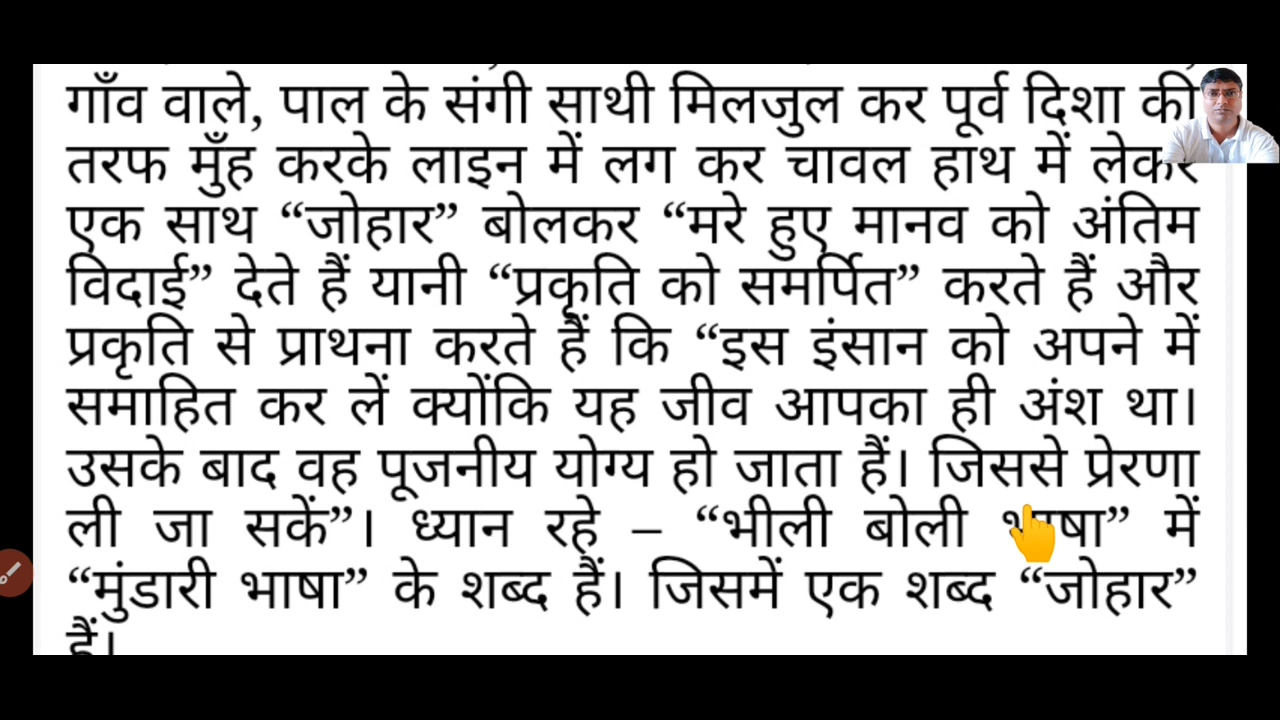 गाँव वाले, पाल के संगी साथी मिलजुल कर पूर्व दिशा की
तरफ मुँह करके लाइन में लग कर चावल हाथ में लेकर
एक साथ “जोहार” बोलकर “मरे हुए मानव को अंतिम
विदाई” देते हैं यानी “प्रकृति को समर्पित” करते हैं और
प्रकृति से प्राथना करते हैं कि “इस इंसान को अपने में
समाहित कर लें क्योंकि यह जीव आपका ही अंश था।
उसके बाद वह पूजनीय योग्य हो जाता हैं। जिससे प्रेरणा
ली जा सकें”। ध्यान रहे – “भीली बोली भाषा” में
“मुंडारी भाषा” के शब्द हैं। जिसमें एक शब्द “जोहार”
हैं।